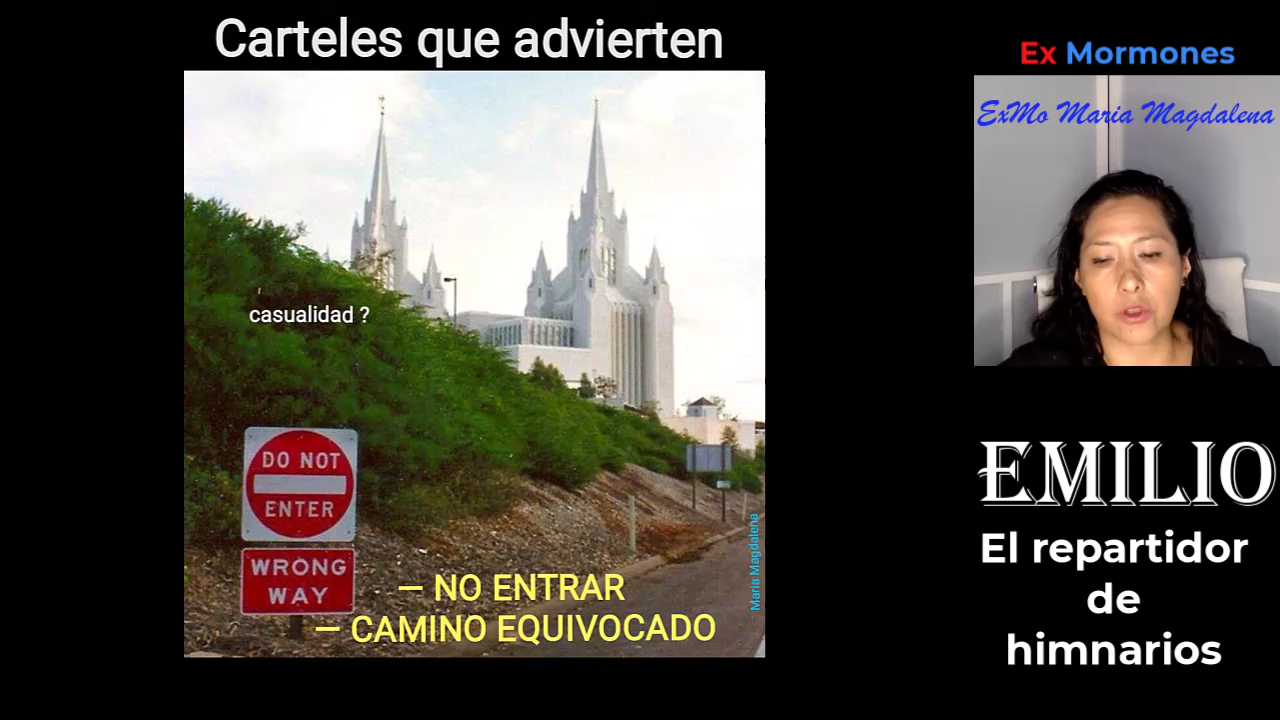 Carteles que advierten
casualidad ?
DO NOT
ENTER
WRONG
WAY
— NO ENTRAR
— CAMINO EQUIVOCADO
Maria Magdalena
Ex Mormones
ExMo Maria Magdalena
EMILIO
El repartidor
de
himnarios